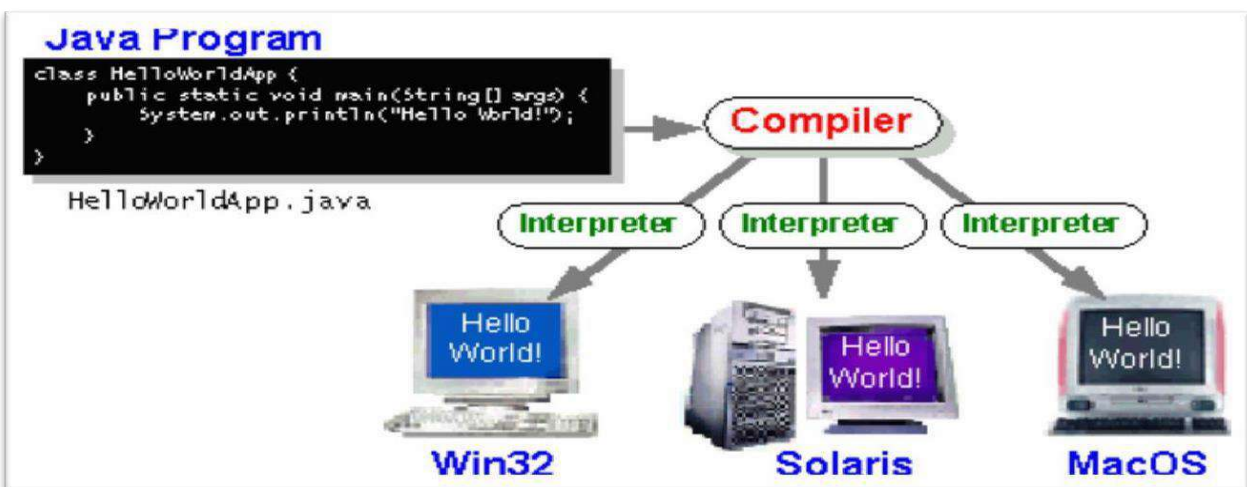 Java Program
class HelloWorldApp {
    public static void main(String[] args) {
        System.out.println("Hello World!");
    }
}
HelloWorldApp.java
Compiler
Interpreter Interpreter Interpreter
Hello
World!
Hello
World!
Hello
World!
Win32 Solaris MacOS